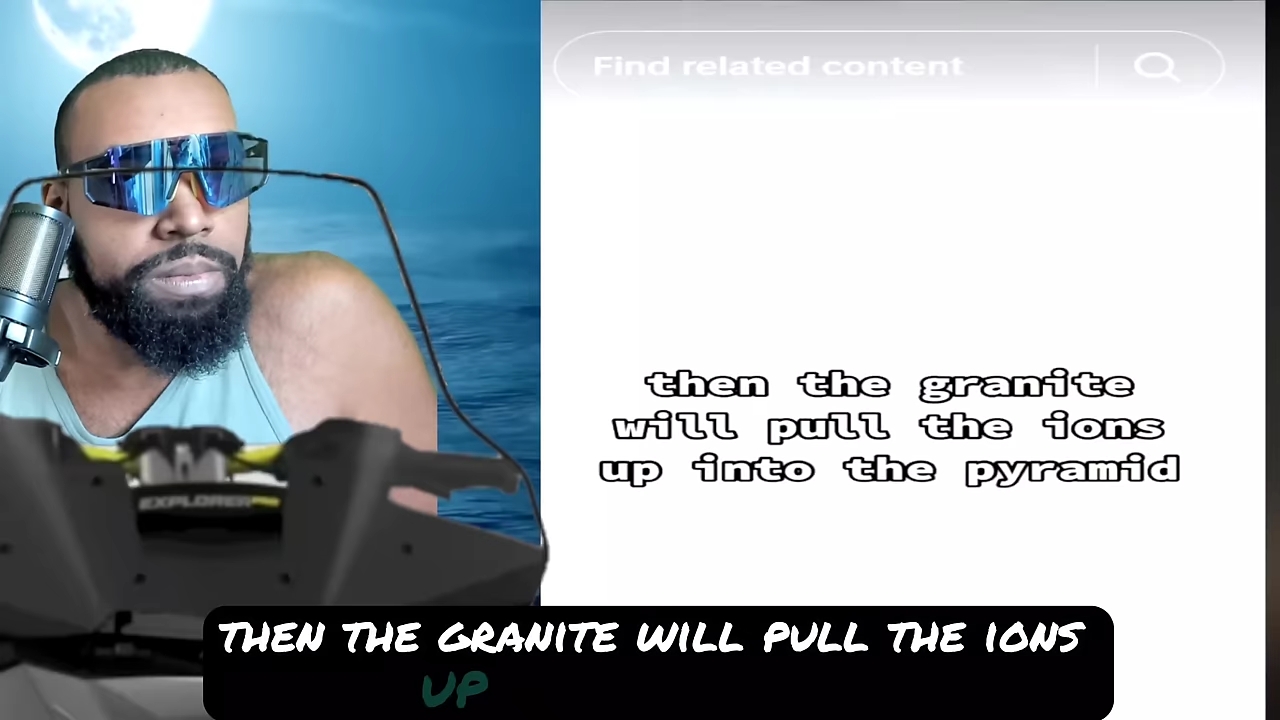 Find related content
then the granite
will pull the ions
up into the pyramid
EXPLORER PRO
THEN THE GRANITE WILL PULL THE IONS
UP